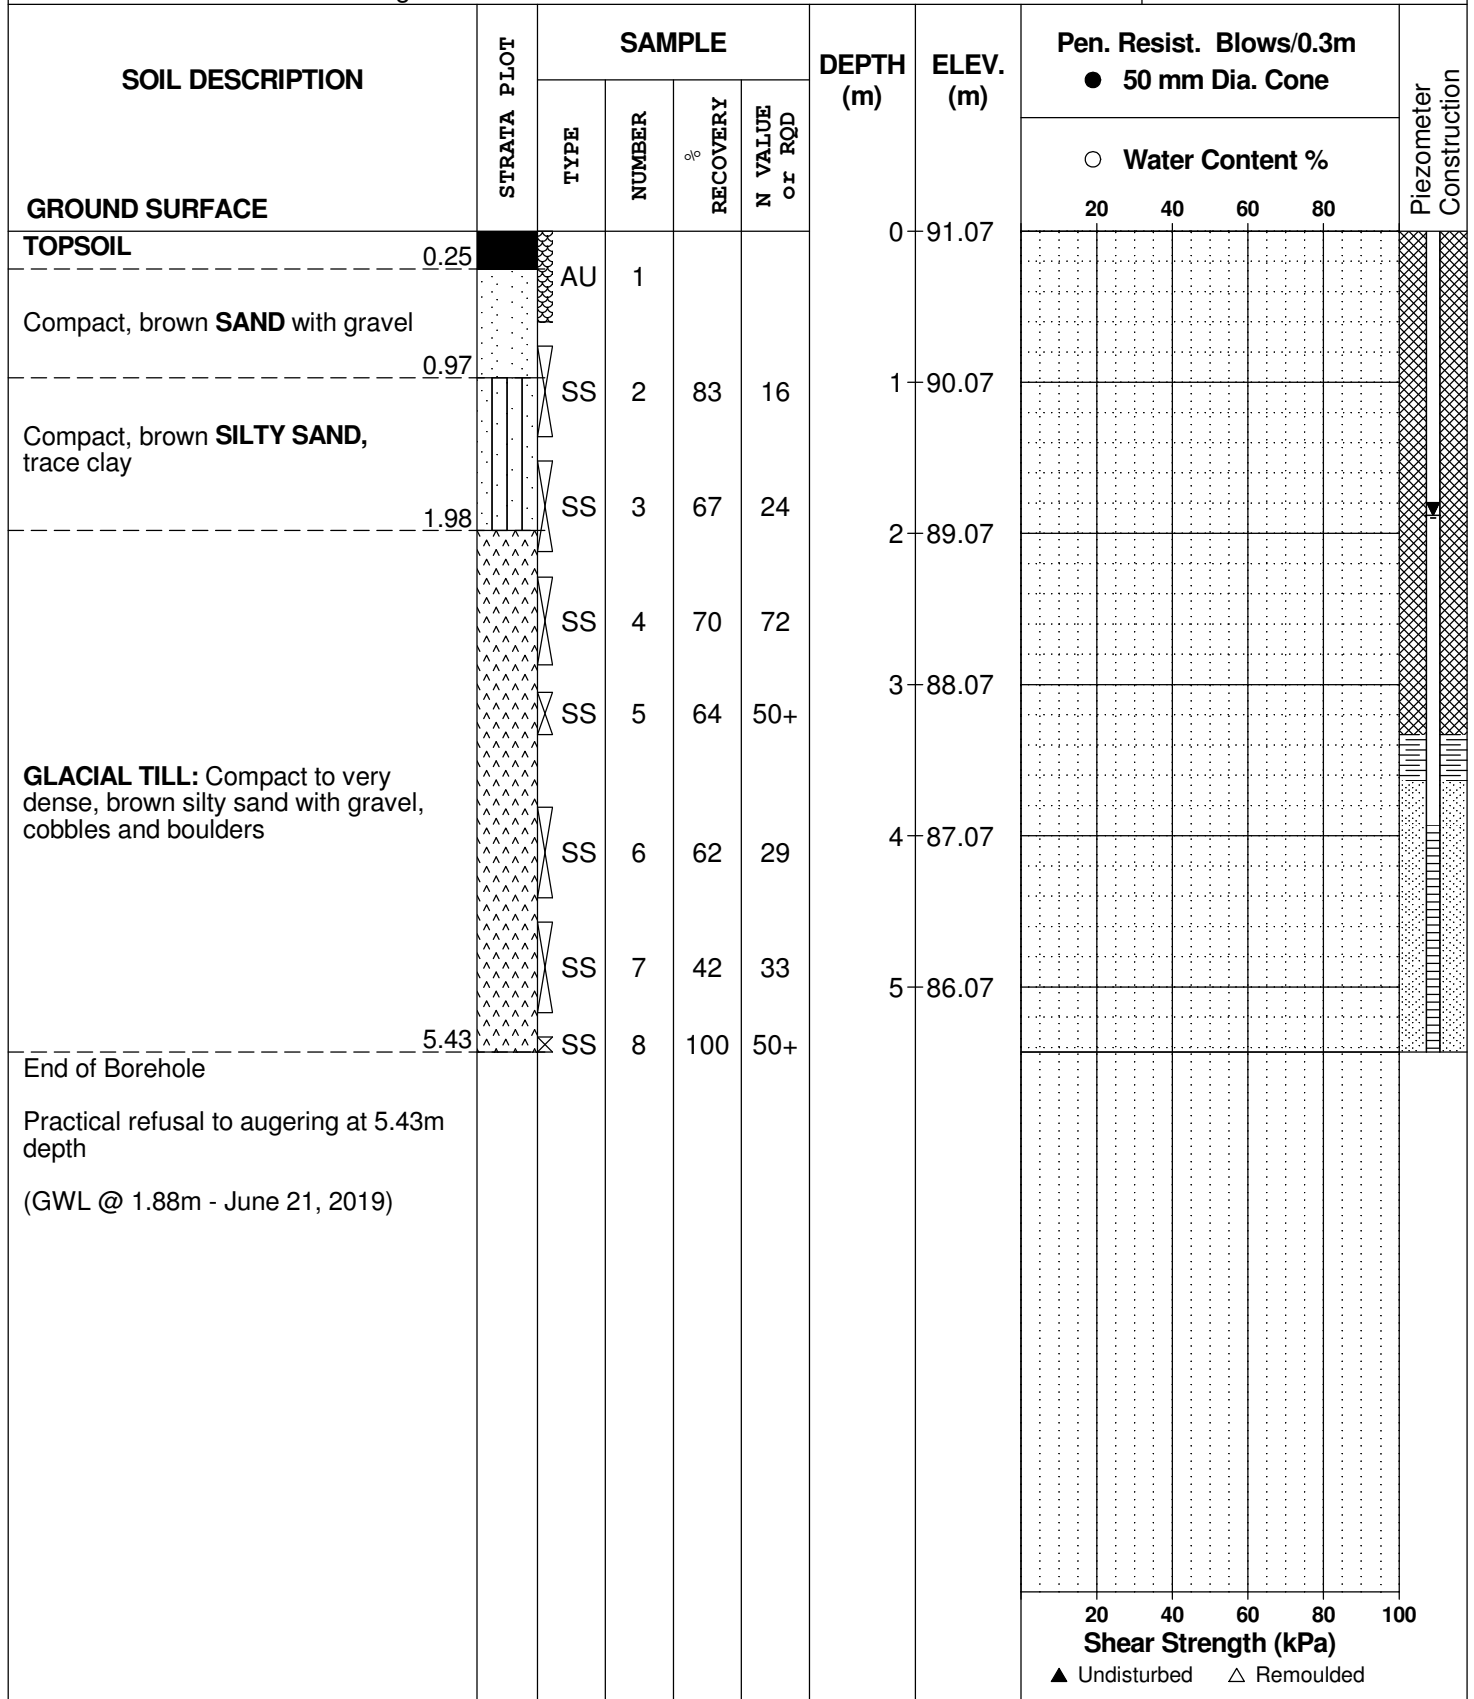 SOIL DESCRIPTION
GROUND SURFACE
STRATA PLOT
SAMPLE
TYPE
NUMBER
%
RECOVERY
N VALUE
or RQD
DEPTH
(m)
ELEV.
(m)
Pen. Resist. Blows/0.3m
● 50 mm Dia. Cone
○ Water Content %
20 40 60 80
Piezometer
Construction
TOPSOIL
0.25
AU 1
0 91.07
Compact, brown SAND with gravel
0.97
SS 2 83 16
1 90.07
Compact, brown SILTY SAND,
trace clay
1.98
SS 3 67 24
2 89.07
SS 4 70 72
3 88.07
SS 5 64 50+
GLACIAL TILL: Compact to very
dense, brown silty sand with gravel,
cobbles and boulders
4 87.07
SS 6 62 29
SS 7 42 33
5 86.07
5.43
SS 8 100 50+
End of Borehole
Practical refusal to augering at 5.43m
depth
(GWL @ 1.88m - June 21, 2019)
20 40 60 80 100
Shear Strength (kPa)
▲ Undisturbed △ Remoulded